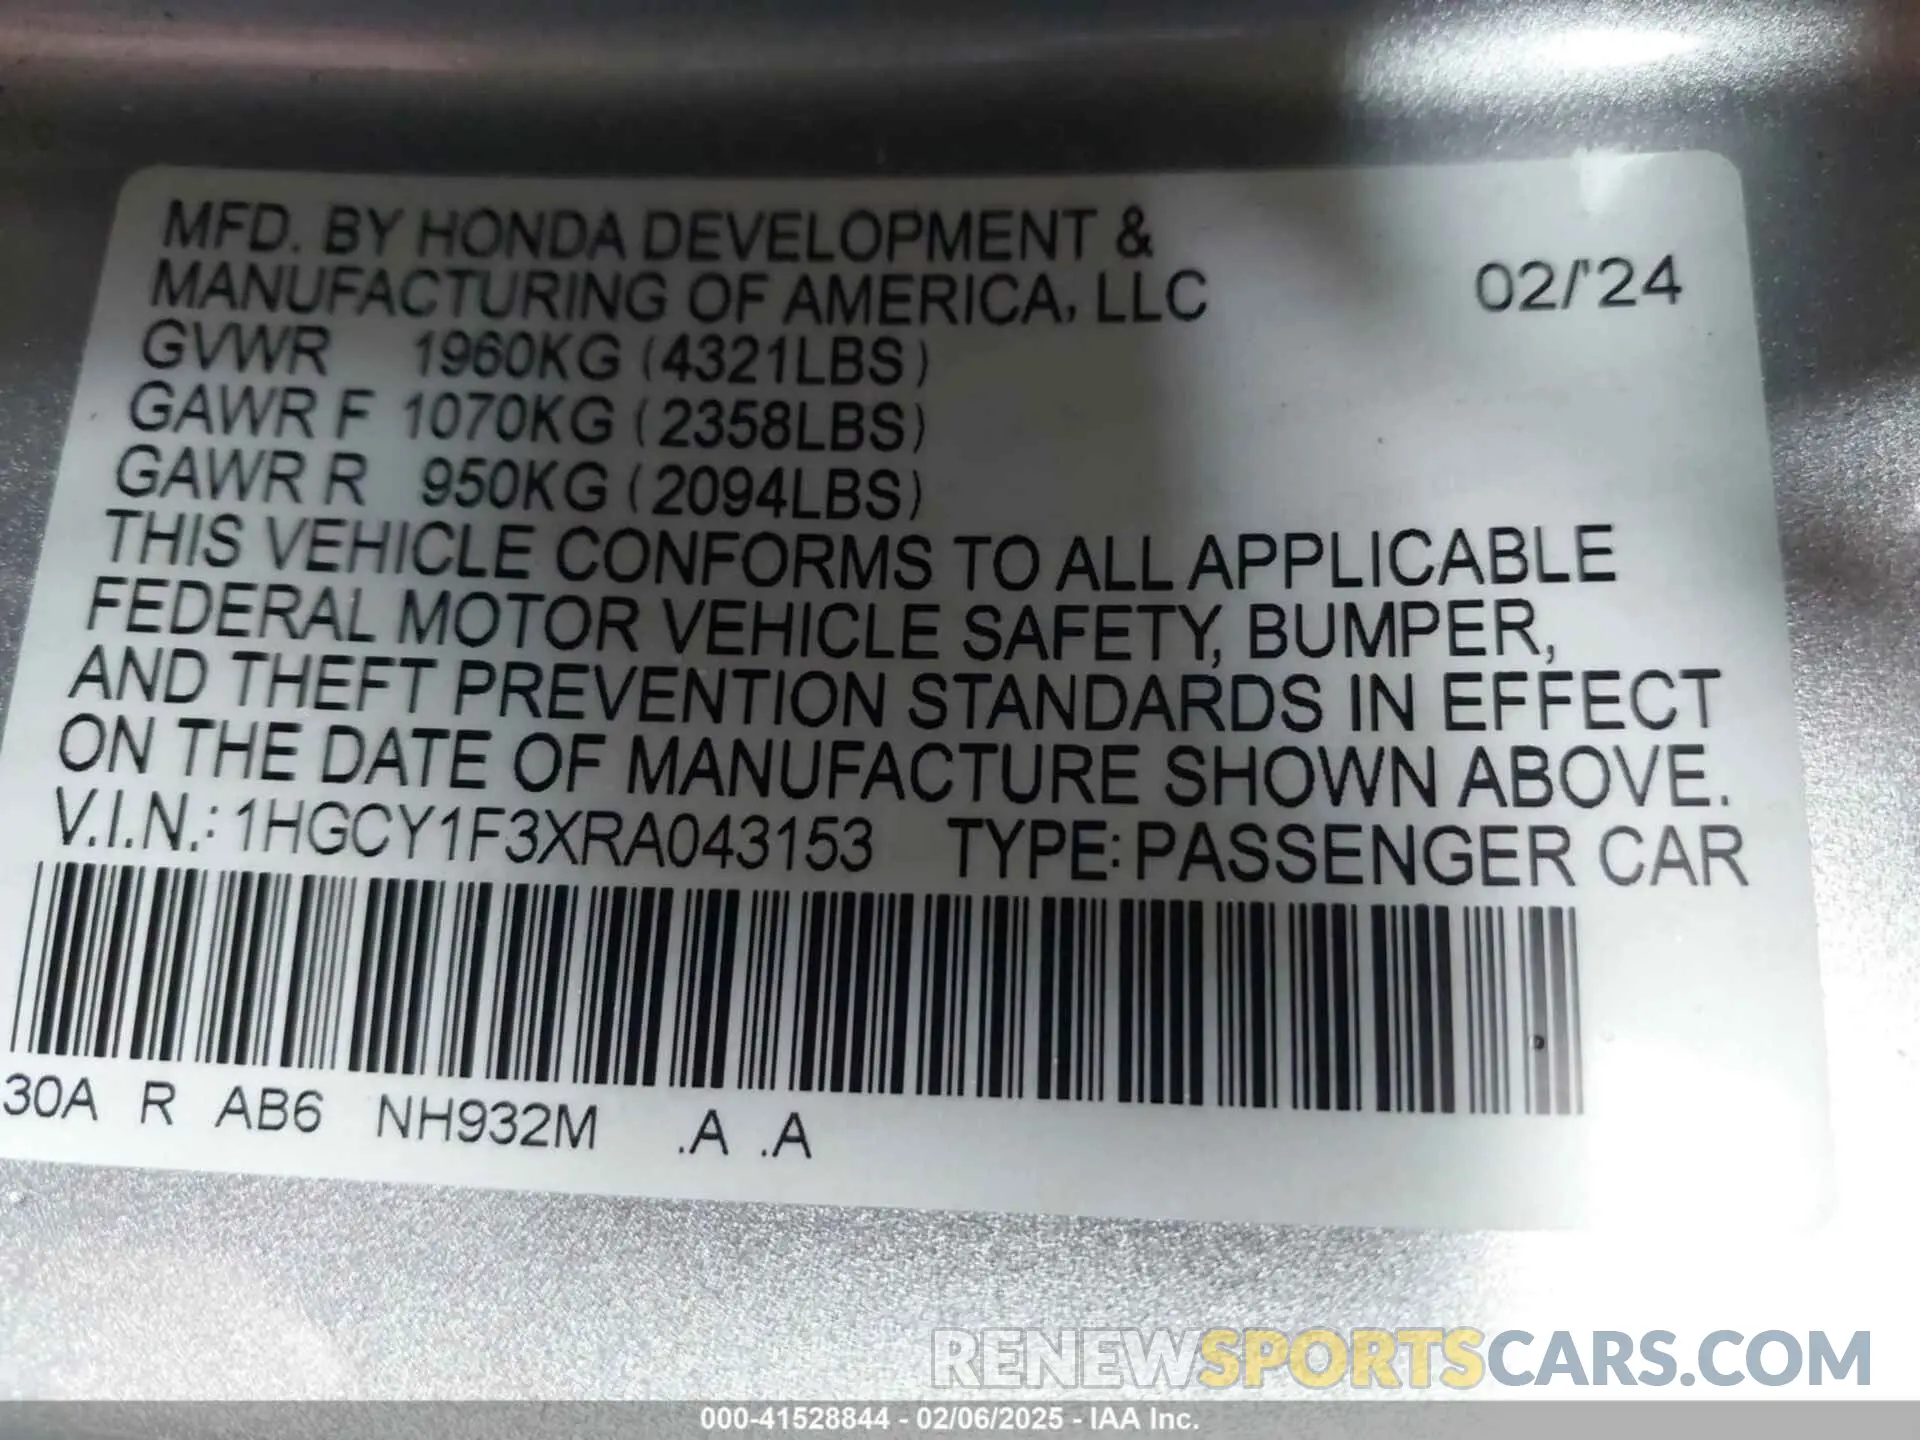 MFD. BY HONDA DEVELOPMENT &
MANUFACTURING OF AMERICA, LLC 02/'24
GVWR 1960KG (4321LBS)
GAWR F 1070KG (2358LBS)
GAWR R 950KG (2094LBS)
THIS VEHICLE CONFORMS TO ALL APPLICABLE
FEDERAL MOTOR VEHICLE SAFETY, BUMPER,
AND THEFT PREVENTION STANDARDS IN EFFECT
ON THE DATE OF MANUFACTURE SHOWN ABOVE.
V.I.N.: 1HGCY1F3XRA043153 TYPE: PASSENGER CAR
30A R AB6 NH932M .A .A
RENEWSPORTSCARS.COM
000-41528844 - 02/06/2025 - IAA Inc.